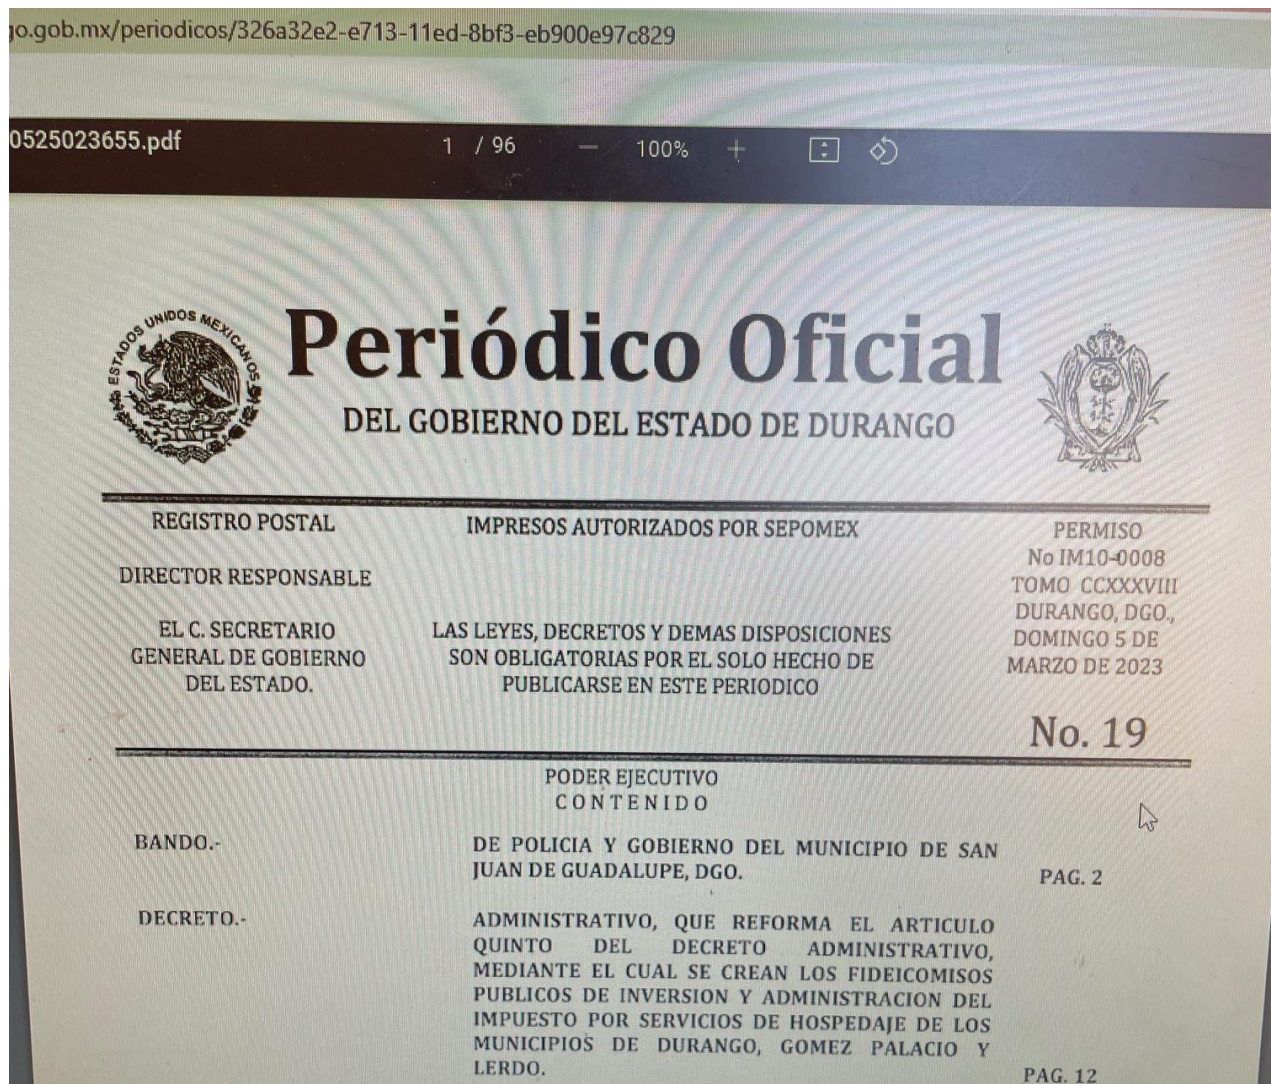 go.gob.mx/periodicos/326a32e2-e713-11ed-8bf3-eb900e97c829
0525023655.pdf
1 / 96
100%
ESTADOS UNIDOS MEXICANOS
Periódico Oficial
DEL GOBIERNO DEL ESTADO DE DURANGO
REGISTRO POSTAL
IMPRESOS AUTORIZADOS POR SEPOMEX
PERMISO
No IM10-0008
TOMO CCXXXVIII
DURANGO, DGO.,
DOMINGO 5 DE
MARZO DE 2023
DIRECTOR RESPONSABLE
EL C. SECRETARIO
GENERAL DE GOBIERNO
DEL ESTADO.
LAS LEYES, DECRETOS Y DEMAS DISPOSICIONES
SON OBLIGATORIAS POR EL SOLO HECHO DE
PUBLICARSE EN ESTE PERIODICO
No. 19
PODER EJECUTIVO
CONTENIDO
BANDO.-
DE POLICIA Y GOBIERNO DEL MUNICIPIO DE SAN
JUAN DE GUADALUPE, DGO.
PAG. 2
DECRETO.-
ADMINISTRATIVO, QUE REFORMA EL ARTICULO
QUINTO DEL DECRETO ADMINISTRATIVO,
MEDIANTE EL CUAL SE CREAN LOS FIDEICOMISOS
PUBLICOS DE INVERSION Y ADMINISTRACION DEL
IMPUESTO POR SERVICIOS DE HOSPEDAJE DE LOS
MUNICIPIOS DE DURANGO, GOMEZ PALACIO Y
LERDO.
PAG. 12